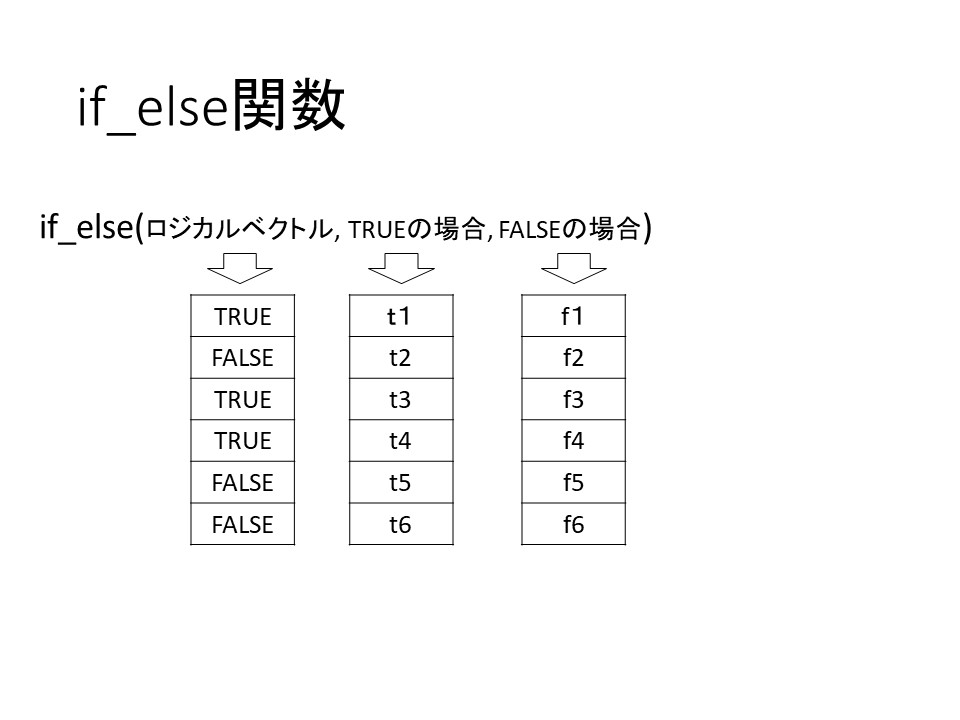 if_else関数
if_else(ロジカルベクトル, TRUEの場合, FALSEの場合)
TRUE t1 f1
FALSE t2 f2
TRUE t3 f3
TRUE t4 f4
FALSE t5 f5
FALSE t6 f6